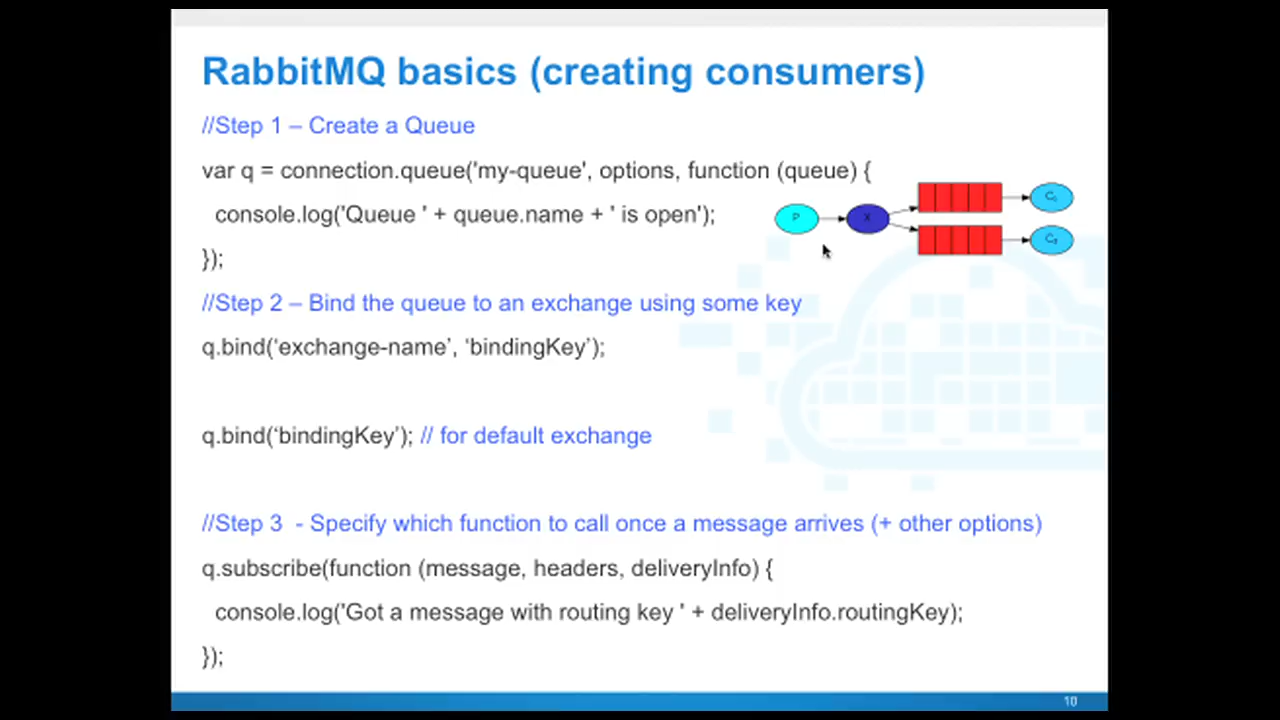 RabbitMQ basics (creating consumers)
//Step 1 – Create a Queue
var q = connection.queue('my-queue', options, function (queue) {
console.log('Queue ' + queue.name + ' is open');
});
P
X
C₁
C₂
//Step 2 – Bind the queue to an exchange using some key
q.bind(‘exchange-name’, ‘bindingKey’);
q.bind(‘bindingKey’); // for default exchange
//Step 3 - Specify which function to call once a message arrives (+ other options)
q.subscribe(function (message, headers, deliveryInfo) {
console.log('Got a message with routing key ' + deliveryInfo.routingKey);
});
10